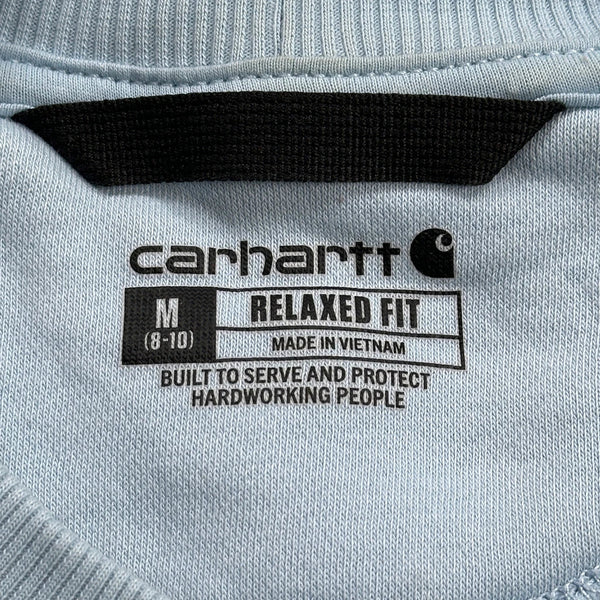 carhartt
M
(8-10)
RELAXED FIT
MADE IN VIETNAM
BUILT TO SERVE AND PROTECT
HARDWORKING PEOPLE